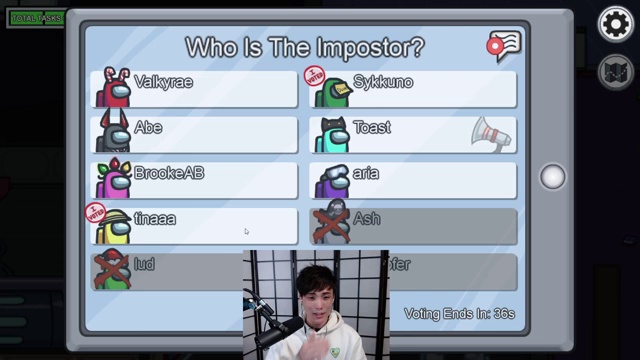 TOTAL TASKS
Who Is The Impostor?
Valkyrae
I VOTED
Sykkuno
Abe
Toast
BrookeAB
aria
I VOTED
tinaaa
Ash
lud
fer
Voting Ends In: 36s